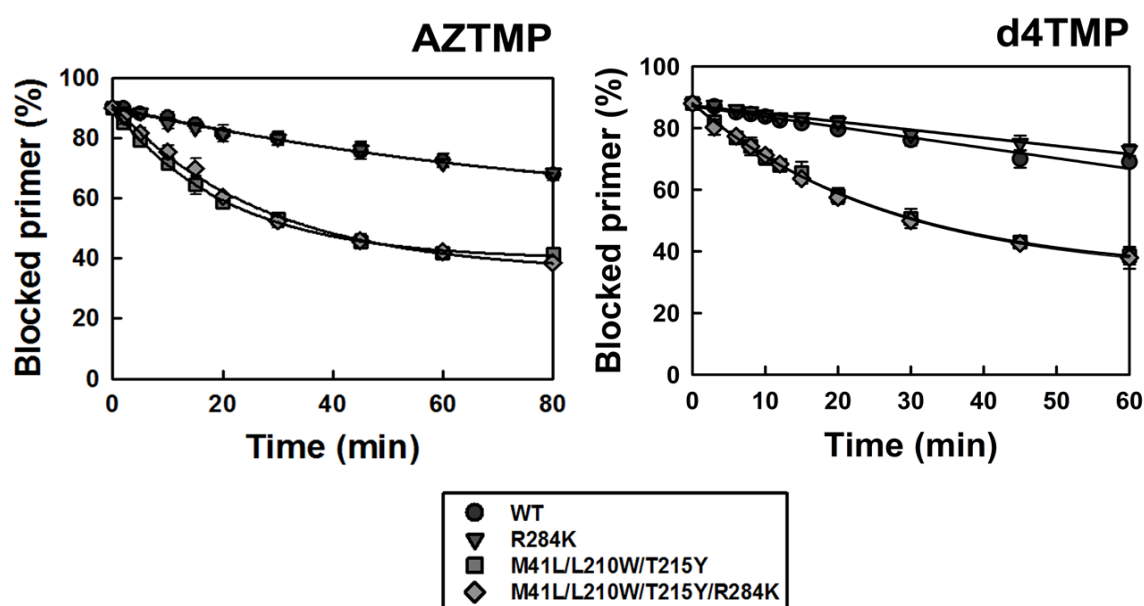 AZTMP
Blocked primer (%)
100
80
60
40
20
0
0 20 40 60 80
Time (min)
d4TMP
Blocked primer (%)
100
80
60
40
20
0
0 10 20 30 40 50 60
Time (min)
WT
R284K
M41L/L210W/T215Y
M41L/L210W/T215Y/R284K